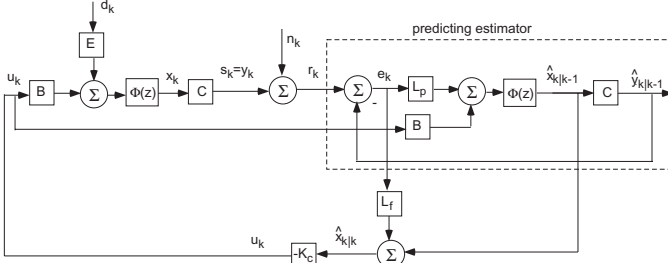 d_k
predicting estimator
E
n_k
u_k
B
Σ
x_k
Φ(z)
C
s_k=y_k
Σ
r_k
Σ
-
e_k
L_p
Σ
Φ(z)
x̂_k|k-1
C
ŷ_k|k-1
B
L_f
u_k
-K_c
x̂_k|k
Σ